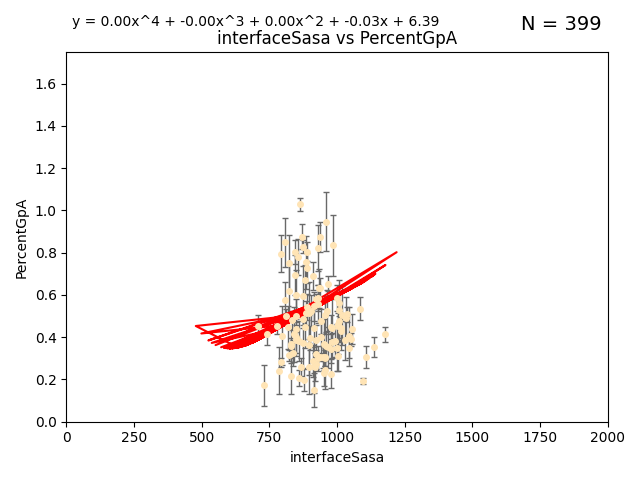 y = 0.00x^4 + -0.00x^3 + 0.00x^2 + -0.03x + 6.39
N = 399
interfaceSasa vs PercentGpA
PercentGpA
1.6
1.4
1.2
1.0
0.8
0.6
0.4
0.2
0.0
0 250 500 750 1000 1250 1500 1750 2000
interfaceSasa